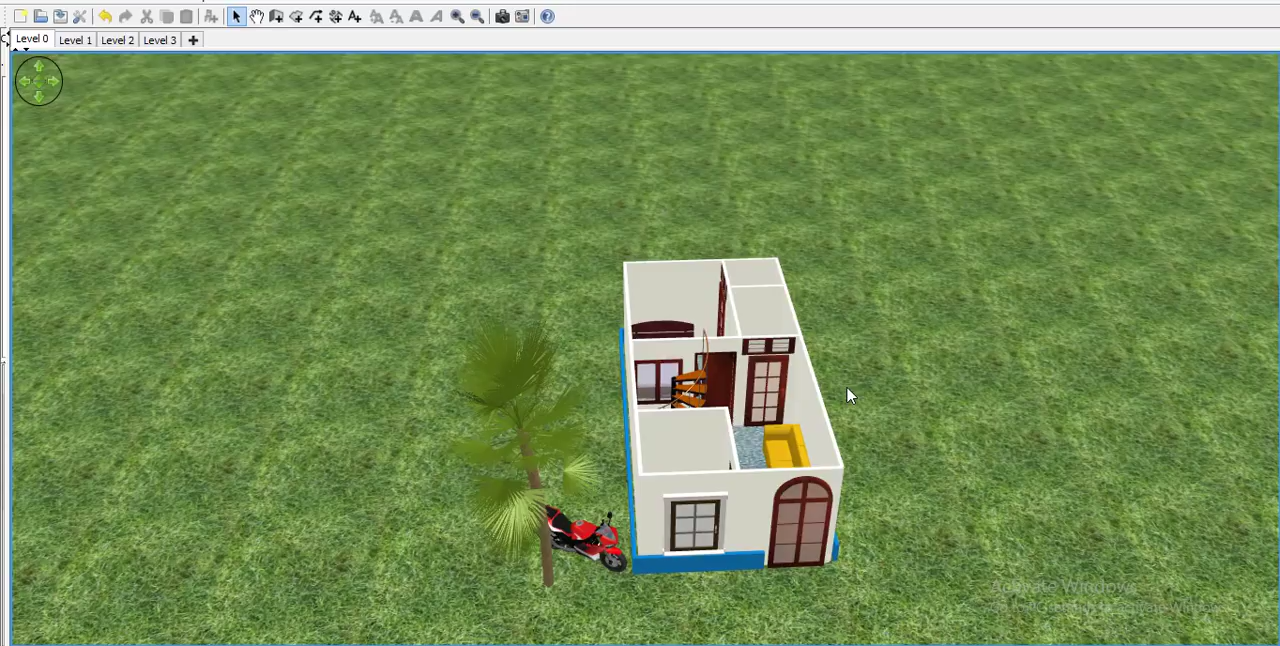 Level 0
Level 1
Level 2
Level 3
Activate Windows